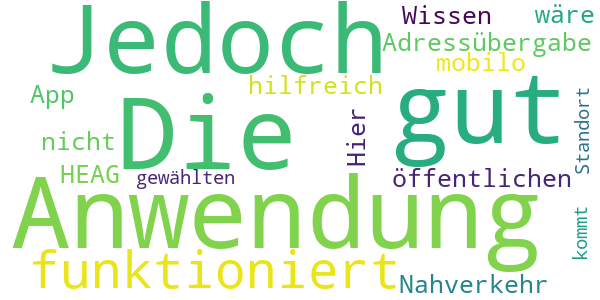 Jedoch
Wissen
wäre
Adressübergabe
mobilo
hilfreich
App
Die
gut
Standort
nicht
Hier
HEAG
gewählten
öffentlichen
Anwendung
kommt
funktioniert
Nahverkehr